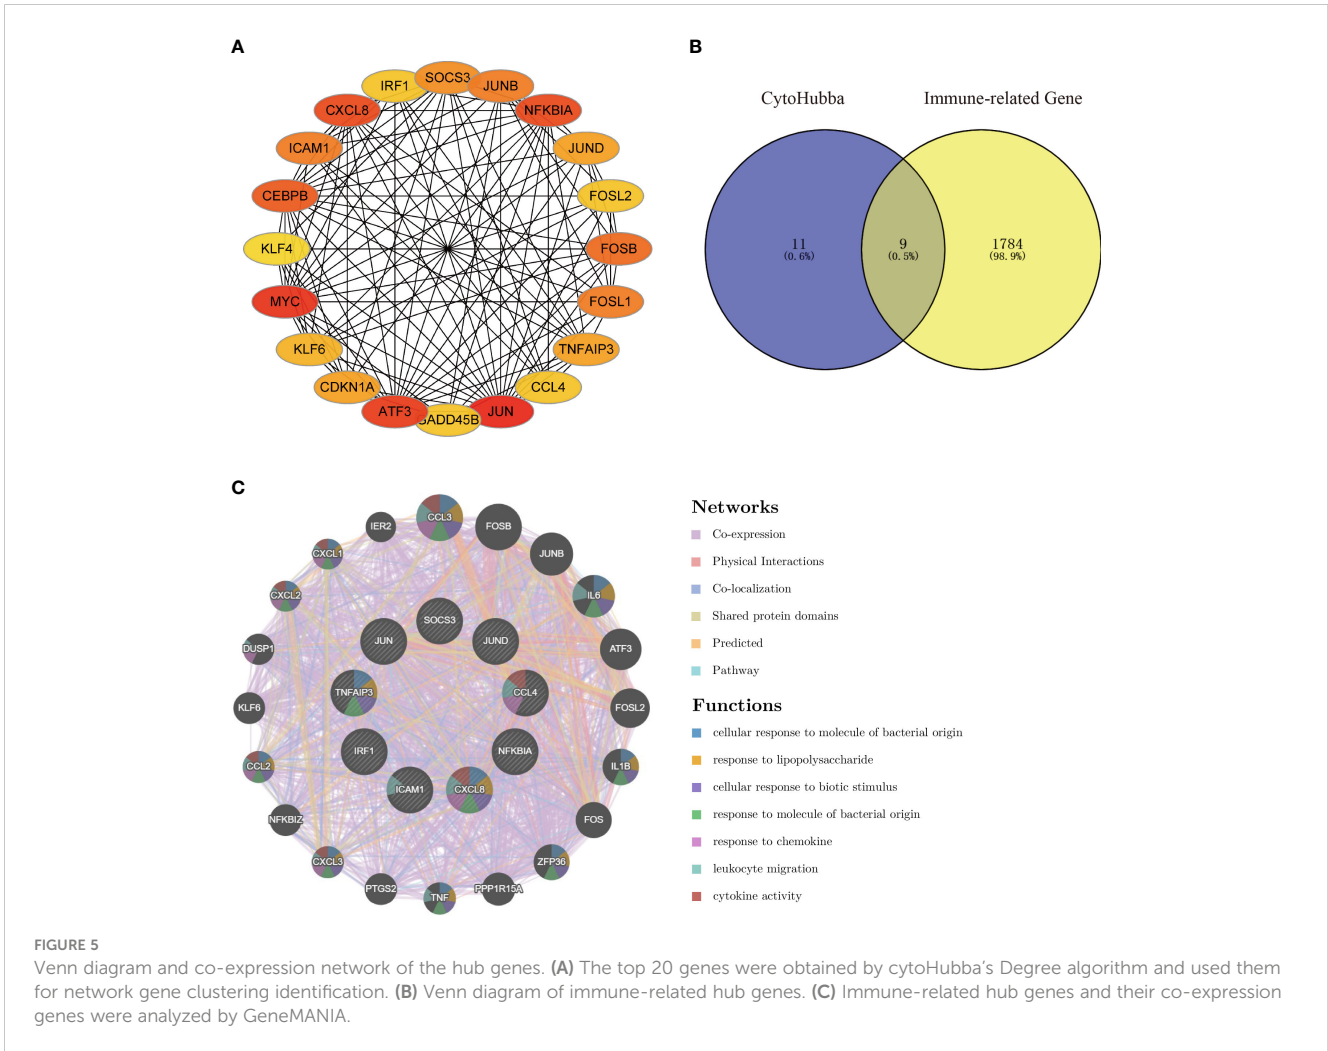 A
B
SOCS3
IRF1
JUNB
CXCL8
NFKBIA
ICAM1
JUND
CEBPB
FOSL2
KLF4
FOSB
MYC
FOSL1
KLF6
TNFAIP3
CDKN1A
CCL4
ATF3
GADD45B
JUN
CytoHubba
Immune-related Gene
11
(0.6%)
9
(0.5%)
1784
(98.9%)
C
CCL3
IER2
FOSB
CXCL1
JUNB
CXCL2
IL6
SOCS3
JUN
JUND
DUSP1
ATF3
TNFAIP3
CCL4
KLF6
FOSL2
IRF1
NFKBIA
CCL2
IL1B
ICAM1
CXCL8
NFKBIZ
FOS
CXCL3
ZFP36
PTGS2
TNF
PPP1R15A
Networks
Co-expression
Physical Interactions
Co-localization
Shared protein domains
Predicted
Pathway
Functions
cellular response to molecule of bacterial origin
response to lipopolysaccharide
cellular response to biotic stimulus
response to molecule of bacterial origin
response to chemokine
leukocyte migration
cytokine activity
FIGURE 5
Venn diagram and co-expression network of the hub genes. (A) The top 20 genes were obtained by cytoHubba's Degree algorithm and used them
for network gene clustering identification. (B) Venn diagram of immune-related hub genes. (C) Immune-related hub genes and their co-expression
genes were analyzed by GeneMANIA.